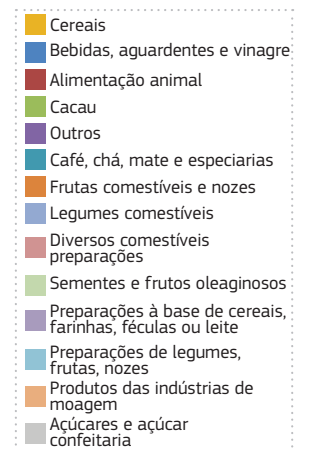 Cereais
Bebidas, aguardentes e vinagre
Alimentação animal
Cacau
Outros
Café, chá, mate e especiarias
Frutas comestíveis e nozes
Legumes comestíveis
Diversos comestíveis
preparações
Sementes e frutos oleaginosos
Preparações à base de cereais,
farinhas, féculas ou leite
Preparações de legumes,
frutas, nozes
Produtos das indústrias de
moagem
Açúcares e açúcar
confeitaria